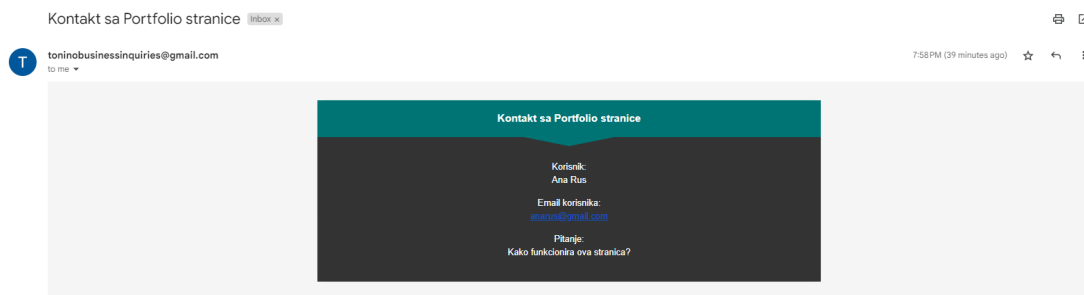 Kontakt sa Portfolio stranice Inbox ×
T
toninobusinessinquiries@gmail.com
7:58 PM (39 minutes ago)
to me
Kontakt sa Portfolio stranice
Korisnik:
Ana Rus
Email korisnika:
anarus@gmail.com
Pitanje:
Kako funkcionira ova stranica?